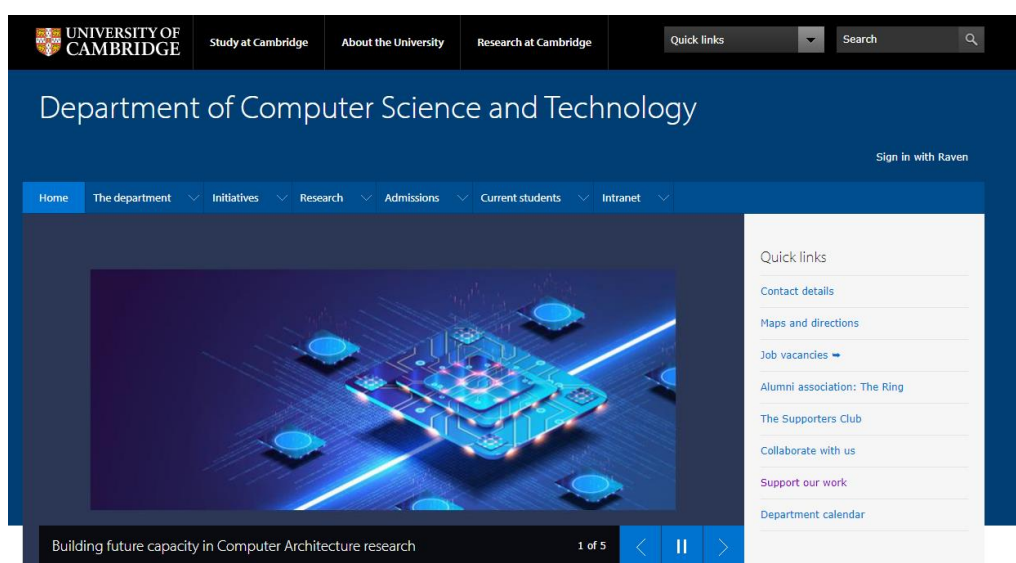 UNIVERSITY OF
CAMBRIDGE
Study at Cambridge
About the University
Research at Cambridge
Quick links
Search
Department of Computer Science and Technology
Sign in with Raven
Home
The department
Initiatives
Research
Admissions
Current students
Intranet
Quick links
Contact details
Maps and directions
Job vacancies ➡
Alumni association: The Ring
The Supporters Club
Collaborate with us
Support our work
Department calendar
Building future capacity in Computer Architecture research
1 of 5